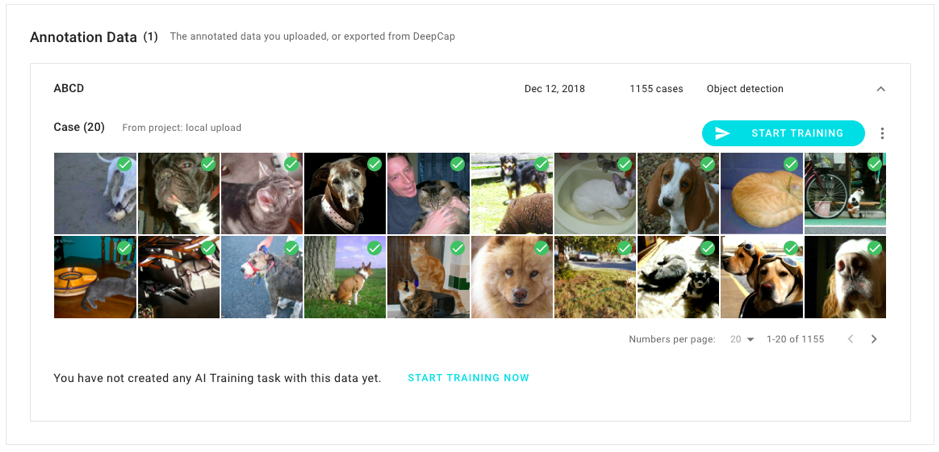 Annotation Data (1) The annotated data you uploaded, or exported from DeepCap
ABCD Dec 12, 2018 1155 cases Object detection
Case (20) From project: local upload START TRAINING
Numbers per page: 20 1-20 of 1155
You have not created any AI Training task with this data yet. START TRAINING NOW